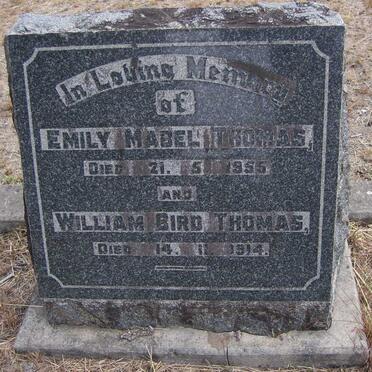 In Loving Memory
of
EMILY MABEL THOMAS,
DIED 21. 5. 1955
AND
WILLIAM BIRD THOMAS,
DIED 14. 11. 1914.